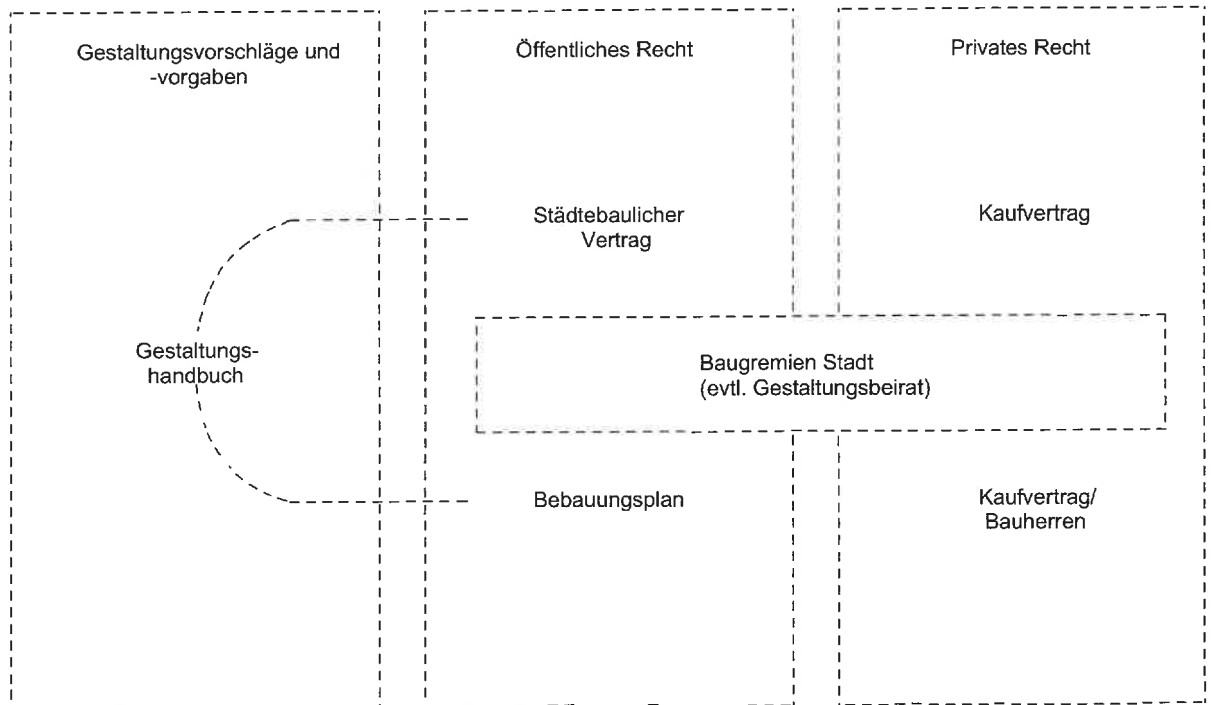 Gestaltungsvorschläge und
-vorgaben
Öffentliches Recht
Privates Recht
Städtebaulicher
Vertrag
Kaufvertrag
Gestaltungs-
handbuch
Baugremien Stadt
(evtl. Gestaltungsbeirat)
Bebauungsplan
Kaufvertrag/
Bauherren